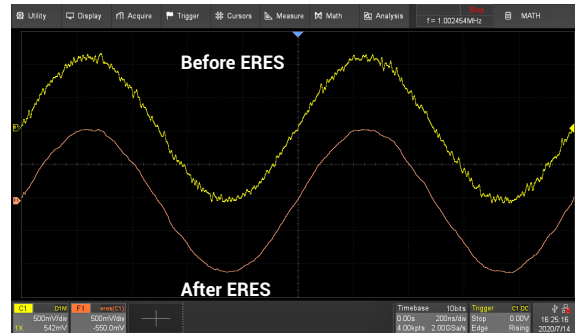 Utility Display Acquire Trigger Cursors Measure Math Analysis
Stop
f = 1.002454MHz
MATH
Before ERES
After ERES
C1 D1M F1 eres(C1)
500mV/div 500mV/div
1X 542mV -550.0mV
Timebase 10bits Trigger C1 DC
0.00s 200ns/div Stop 0.00V
4.00kpts 2.00GSa/s Edge Rising
16:25:16
2020/7/14